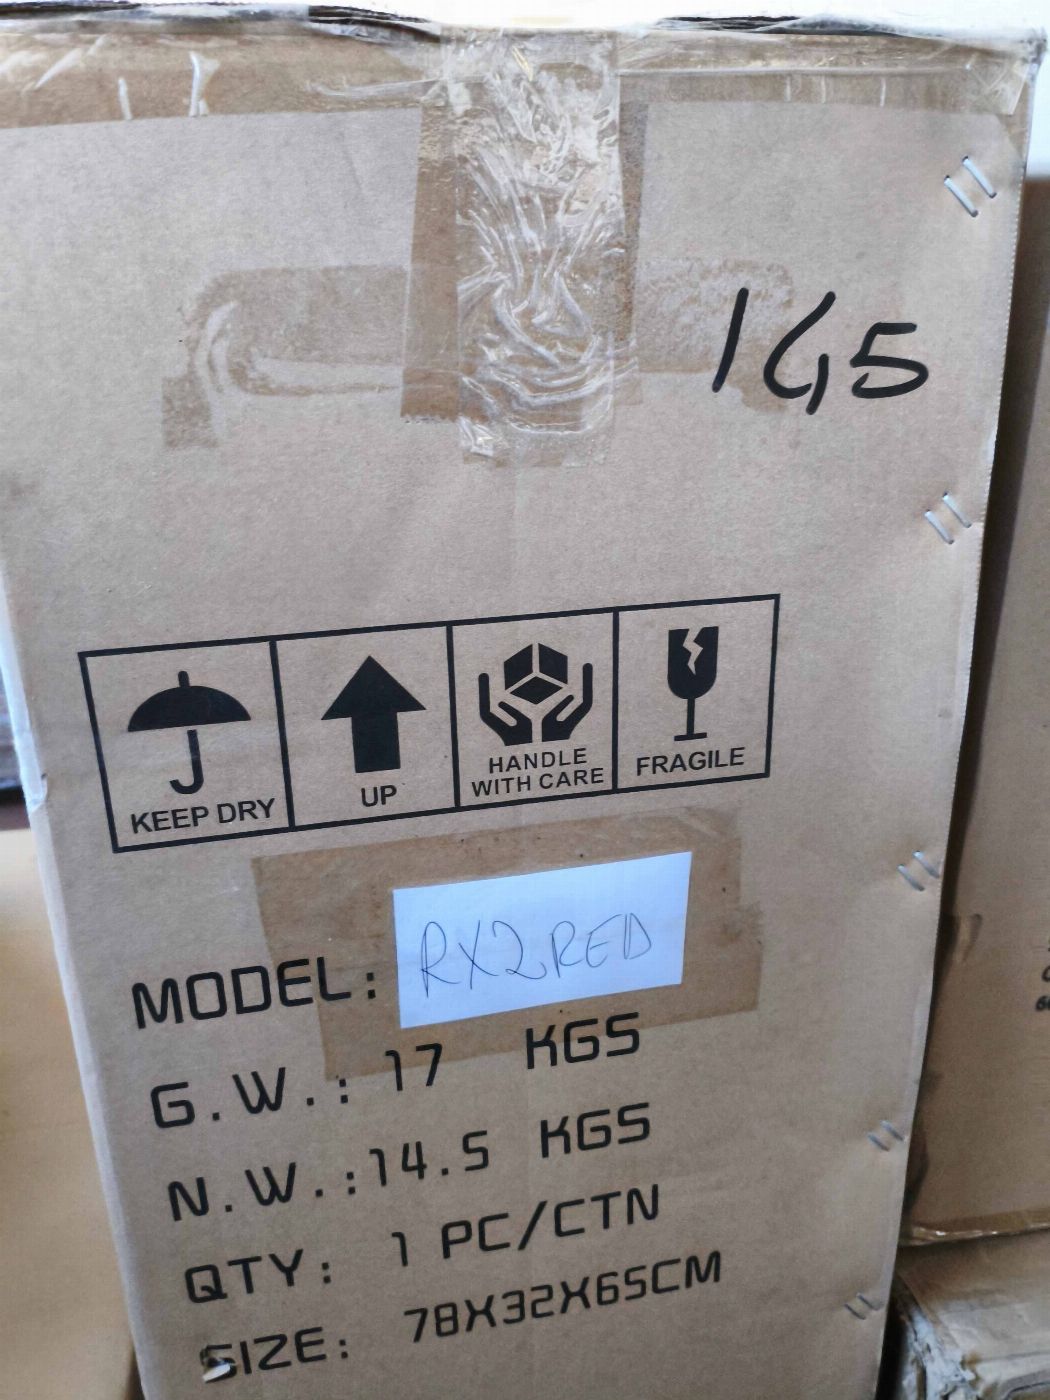 145
KEEP DRY
UP
HANDLE
WITH CARE
FRAGILE
MODEL: RX2RED
G.W.: 17 KGS
N.W.:14.5 KGS
QTY: 1 PC/CTN
SIZE: 78X32X65CM